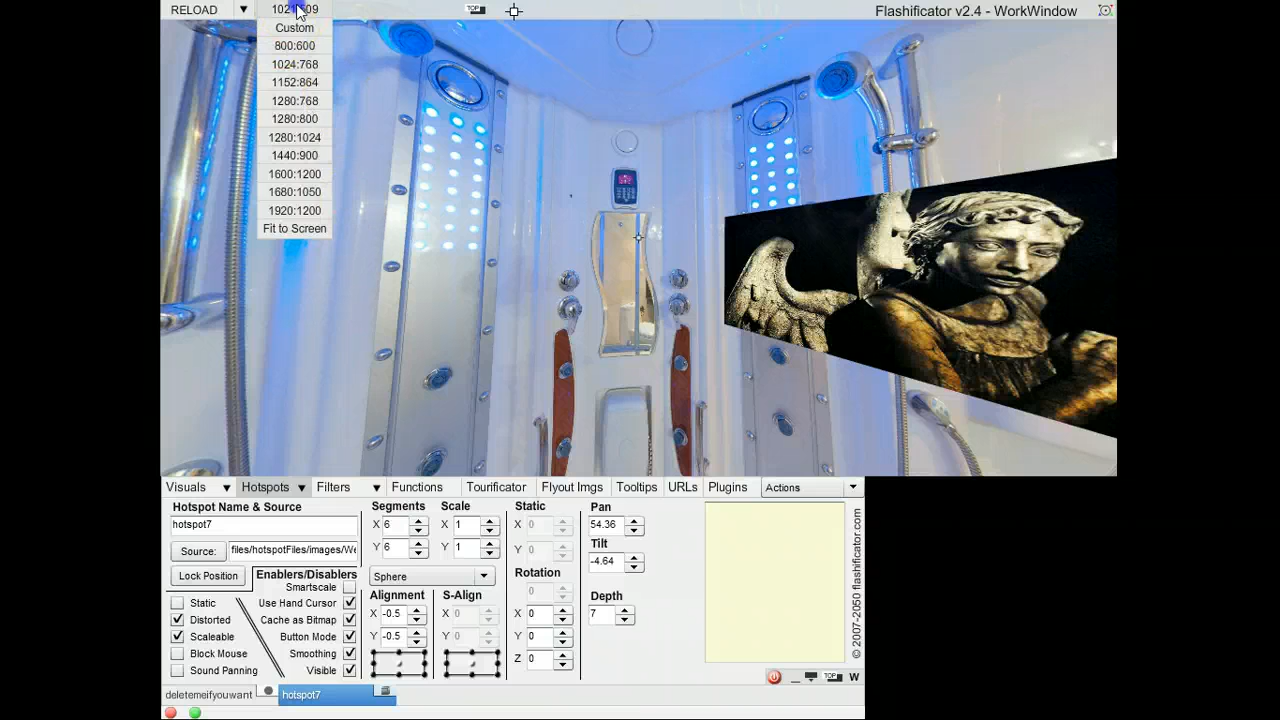 RELOAD
Flashificator v2.4 - WorkWindow
Custom
800:600
1024:768
1152:864
1280:768
1280:800
1280:1024
1440:900
1600:1200
1680:1050
1920:1200
Fit to Screen
TOP
Visuals Hotspots Filters Functions Tourificator Flyout Imgs Tooltips URLs Plugins Actions
Hotspot Name & Source Segments Scale Static Pan
hotspot7 X 6 X 1 X 0 54.36
Tilt
Source: files/hotspotFiles/images/We Y 6 Y 1 Y 0 -4.64
Rotation
Lock Position Enablers/Disablers Sphere
Smartscale 0
Alignment S-Align Depth
Static Use Hand Cursor X -0.5 X 0 X 0 7
Distorted Cache as Bitmap
Scaleable Button Mode Y -0.5 Y 0 Y 0
Block Mouse Smoothing Z 0
Sound Panning Visible
© 2007-2050 flashificator.com
TOP W
deletemeifyouwant hotspot7